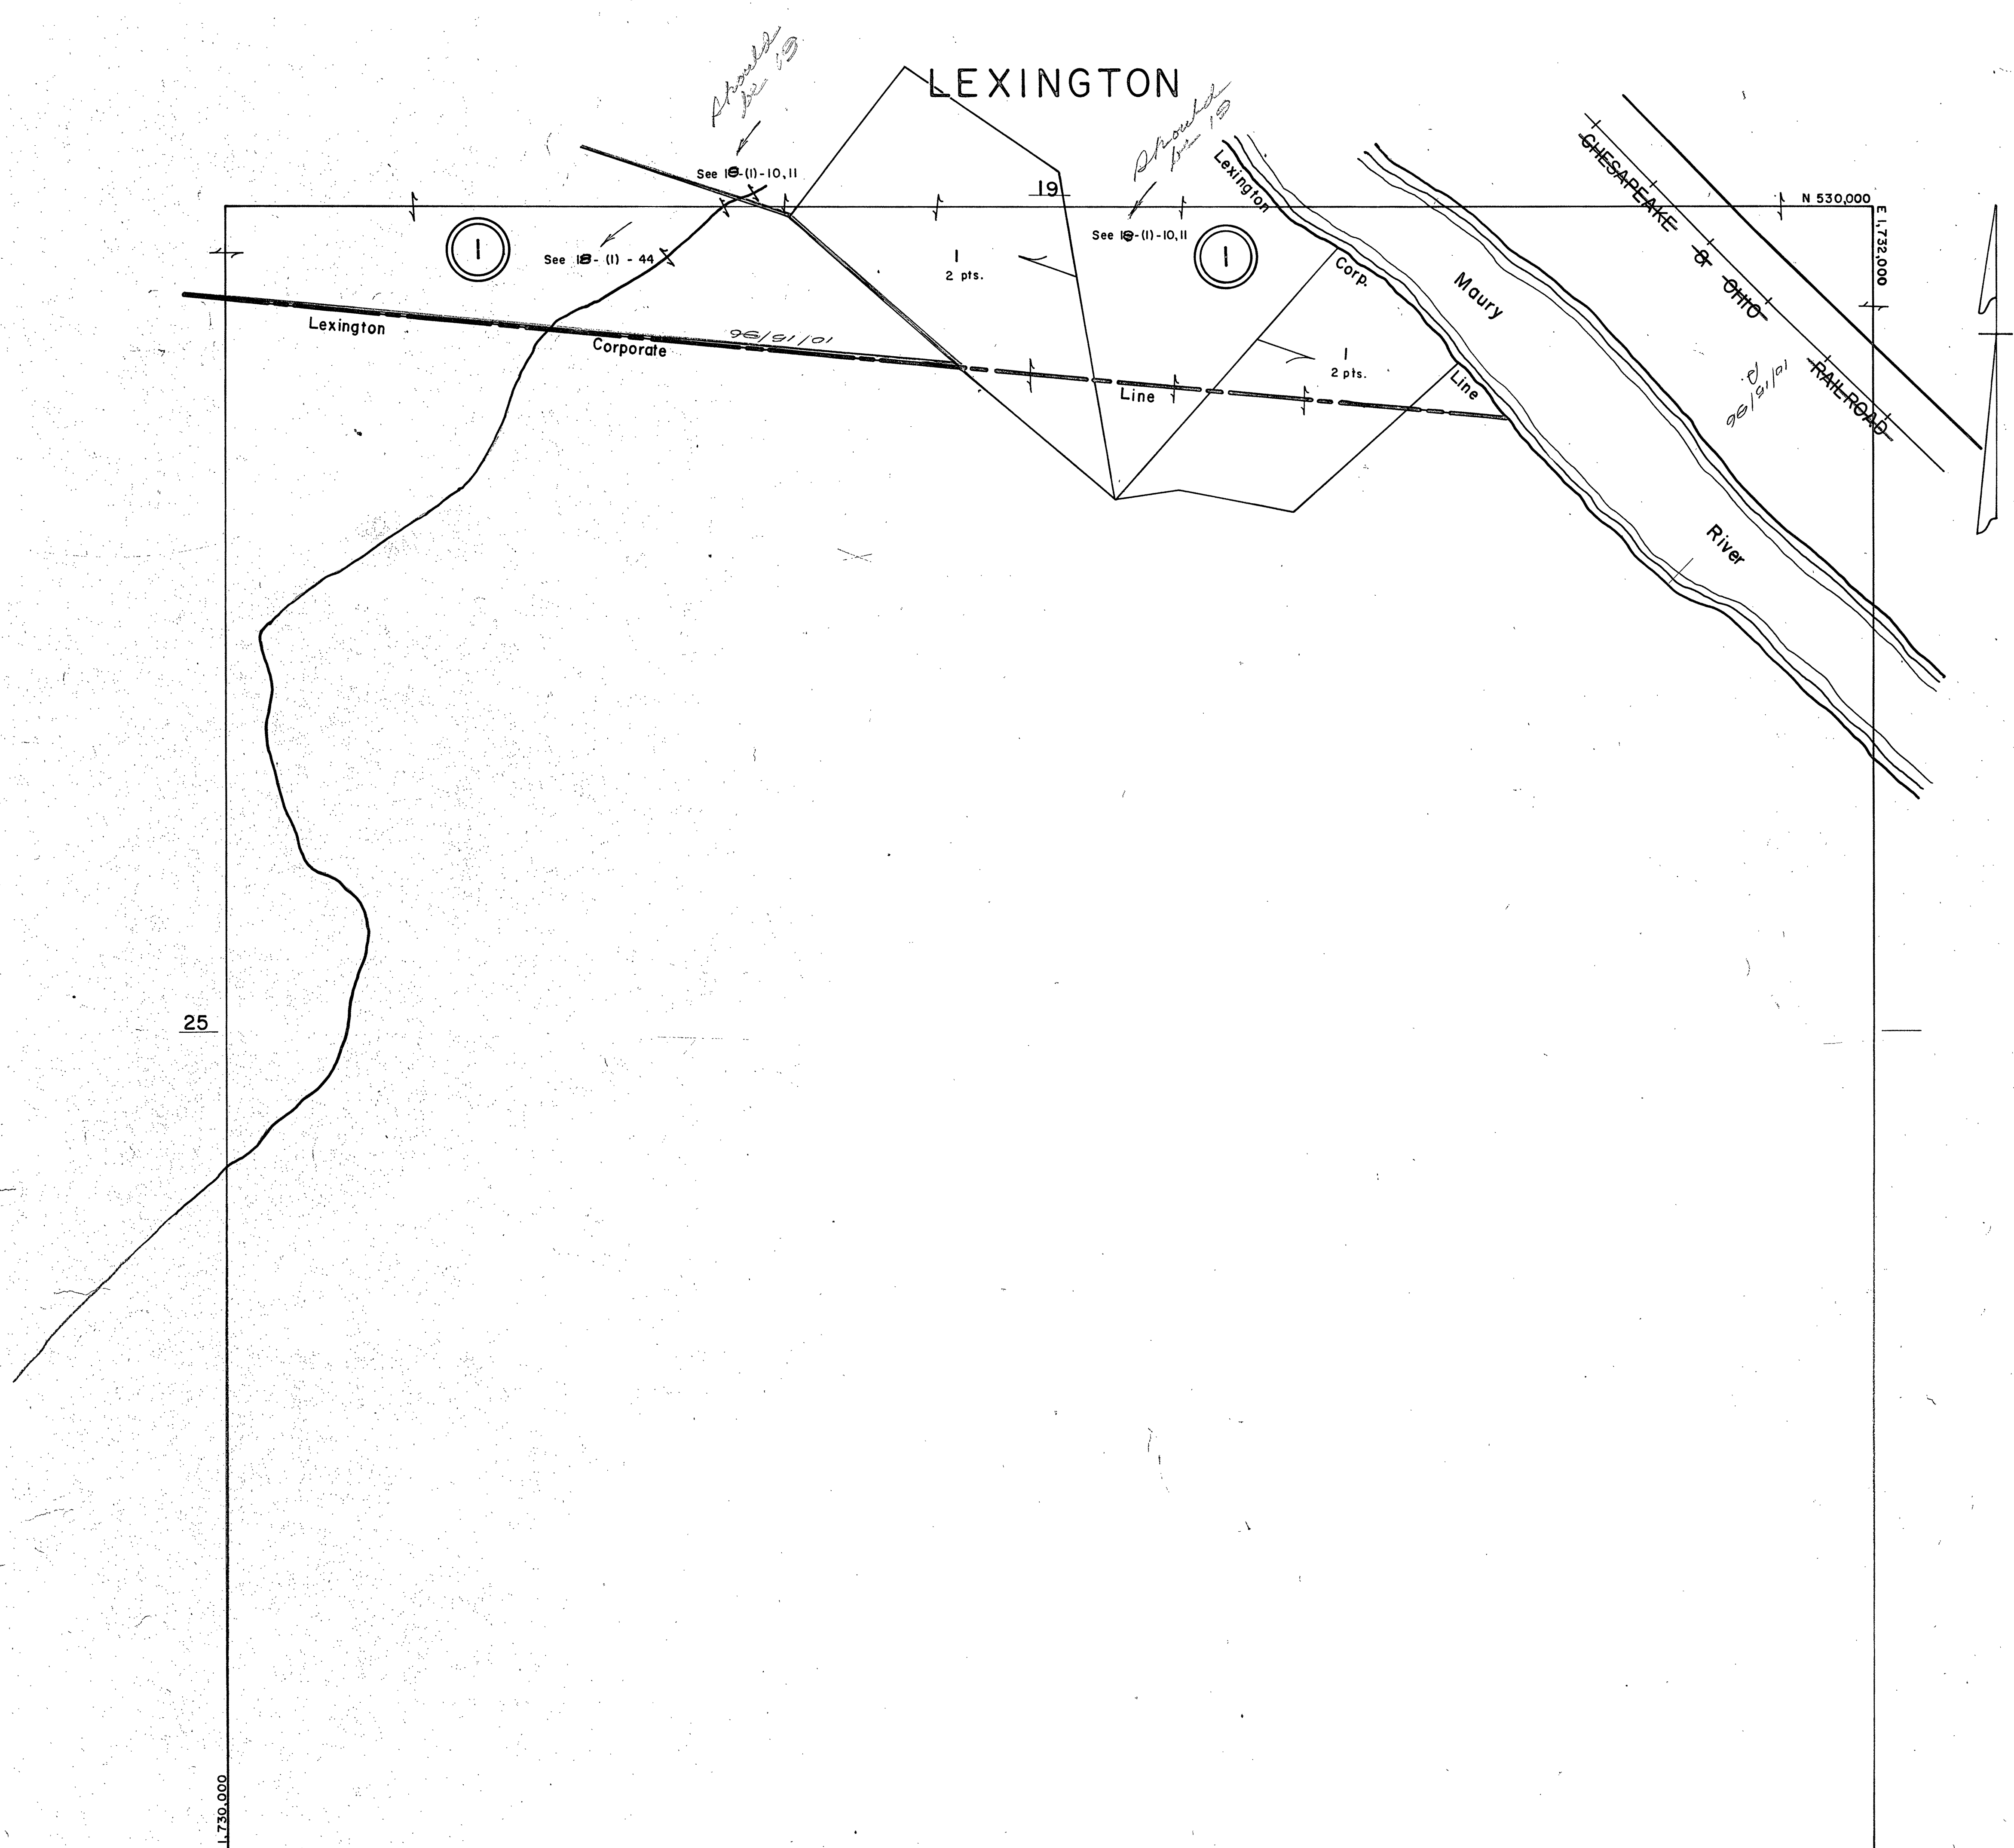 LEXINGTON
should
be 19
should
be 19
See 18-(1)-10,11
19
N 530,000
E 1,732,000
1
See 18-(1)-44
1
2 pts.
See 18-(1)-10,11
1
Lexington
Corp.
Line
Maury
River
CHESAPEAKE & OHIO RAILROAD
10/15/96
Lexington Corporate Line
10/15/96
1
2 pts.
25
1,730,000